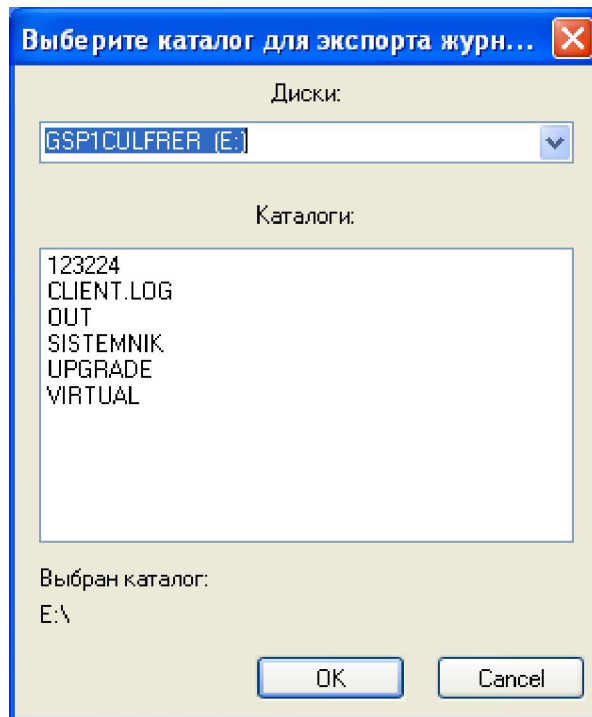 Выберите каталог для экспорта журн...
Диски:
GSP1CULFRER (E:)
Каталоги:
123224
CLIENT.LOG
OUT
SISTEMNIK
UPGRADE
VIRTUAL
Выбран каталог:
E:\
OK
Cancel